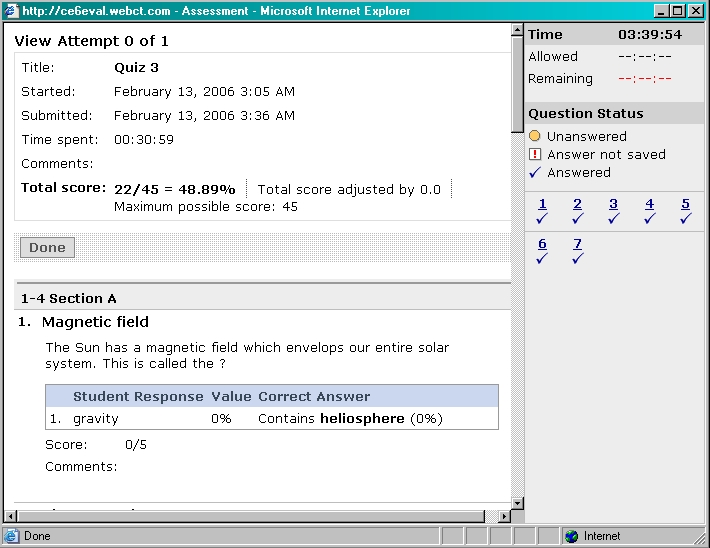 http://ce6eval.webct.com - Assessment - Microsoft Internet Explorer
View Attempt 0 of 1
Title: Quiz 3
Started: February 13, 2006 3:05 AM
Submitted: February 13, 2006 3:36 AM
Time spent: 00:30:59
Comments:
Total score: 22/45 = 48.89% Total score adjusted by 0.0
Maximum possible score: 45
Done
1-4 Section A
1. Magnetic field
The Sun has a magnetic field which envelops our entire solar
system. This is called the ?
Student Response Value Correct Answer
1. gravity 0% Contains heliosphere (0%)
Score: 0/5
Comments:
Time 03:39:54
Allowed --:--:--
Remaining --:--:--
Question Status
Unanswered
! Answer not saved
Answered
1 2 3 4 5
6 7
Done Internet